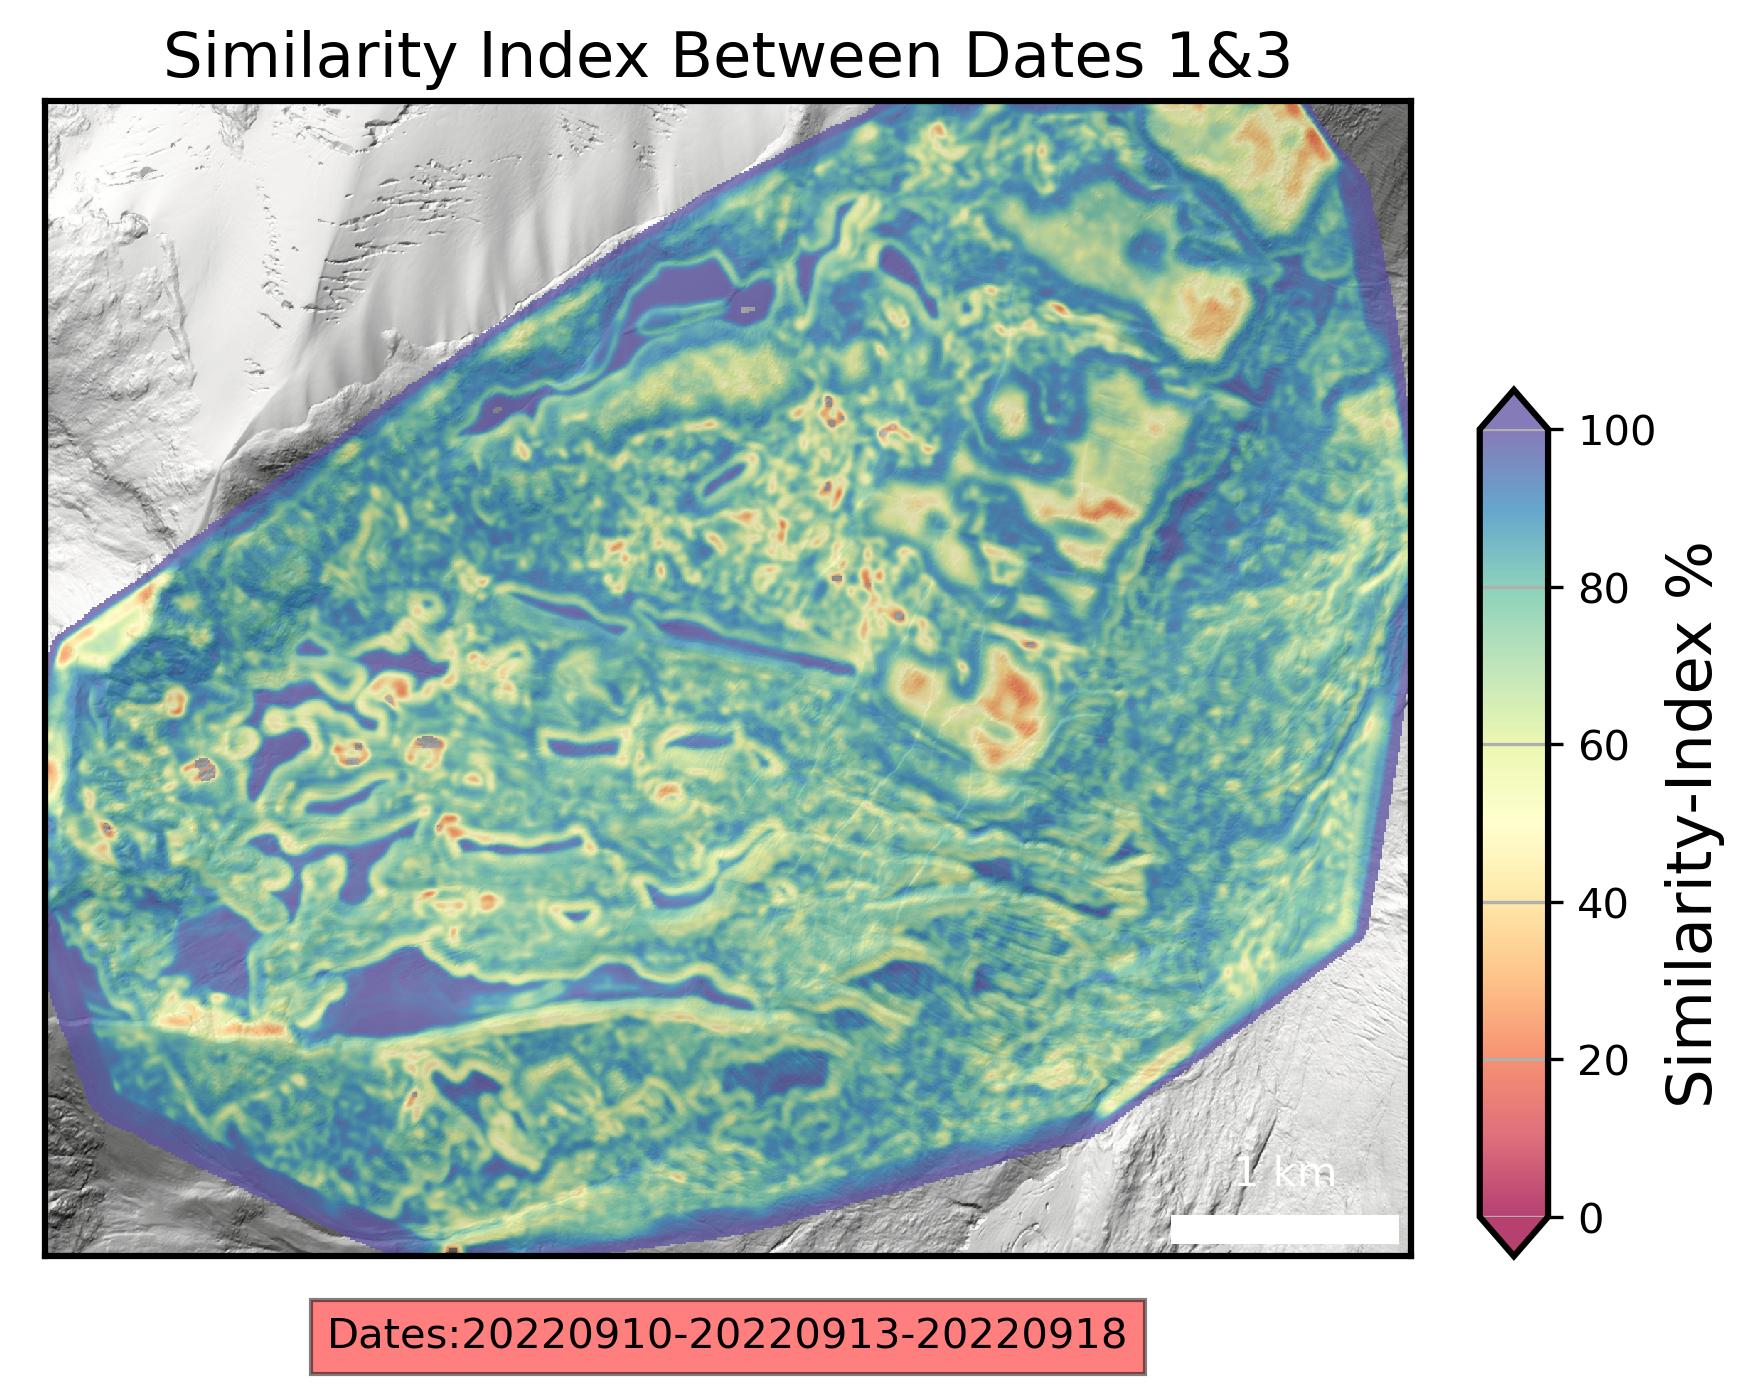 Similarity Index Between Dates 1&3
100
80
60
40
20
0
Similarity-Index %
1 km
Dates:20220910-20220913-20220918